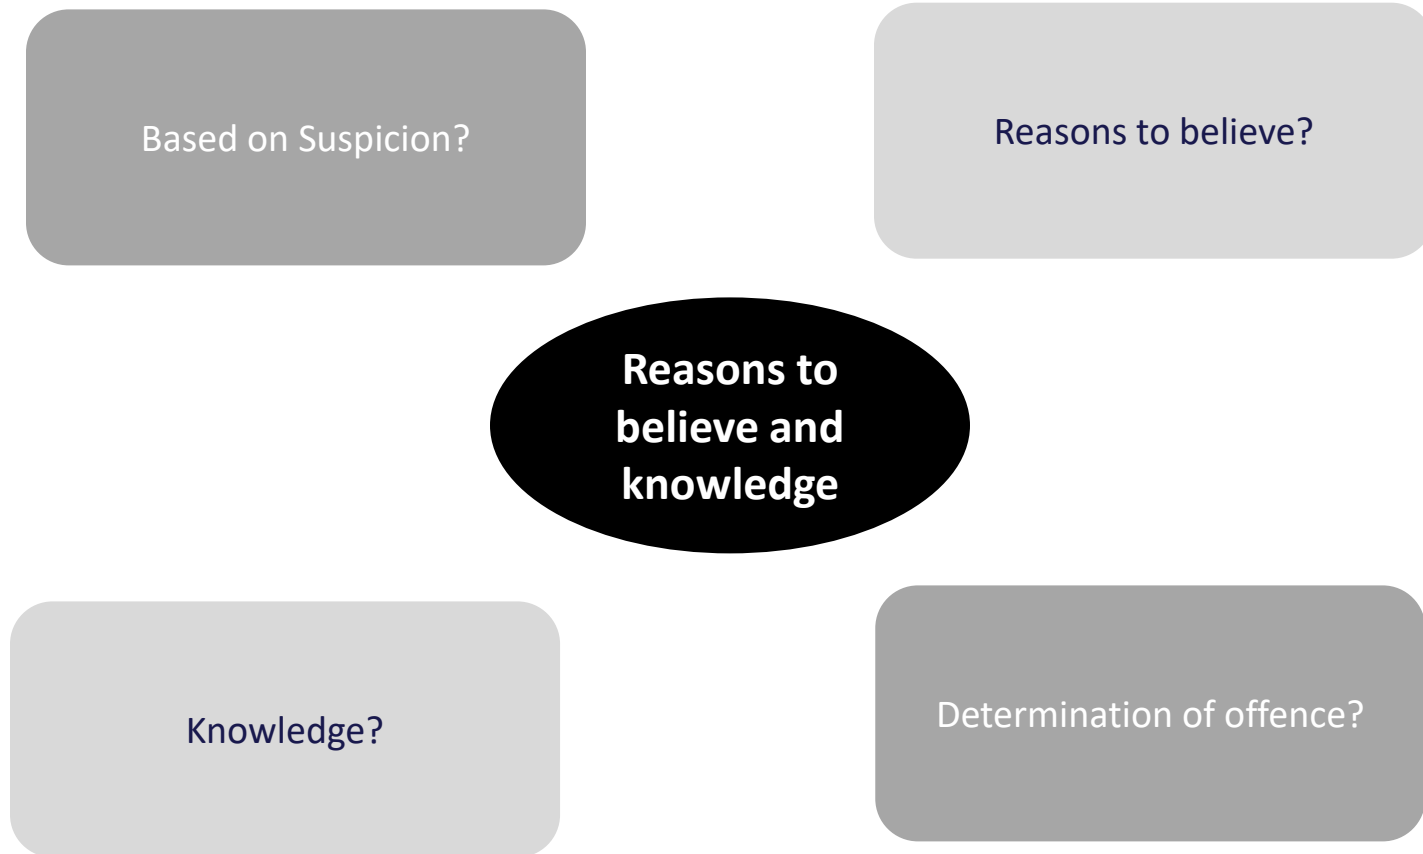 Based on Suspicion?
Reasons to believe?
Reasons to
believe and
knowledge
Knowledge?
Determination of offence?